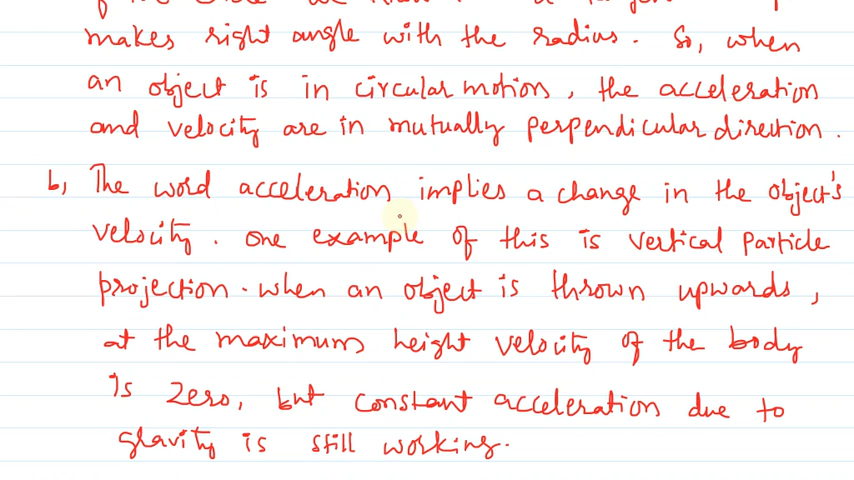 makes right angle with the radius. So, when
an object is in circular motion, the acceleration
and velocity are in mutually perpendicular direction.
b, The word acceleration implies a change in the object's
velocity. One example of this is vertical particle
projection. when an object is thrown upwards,
at the maximum height velocity of the body
is zero, but constant acceleration due to
gravity is still working.